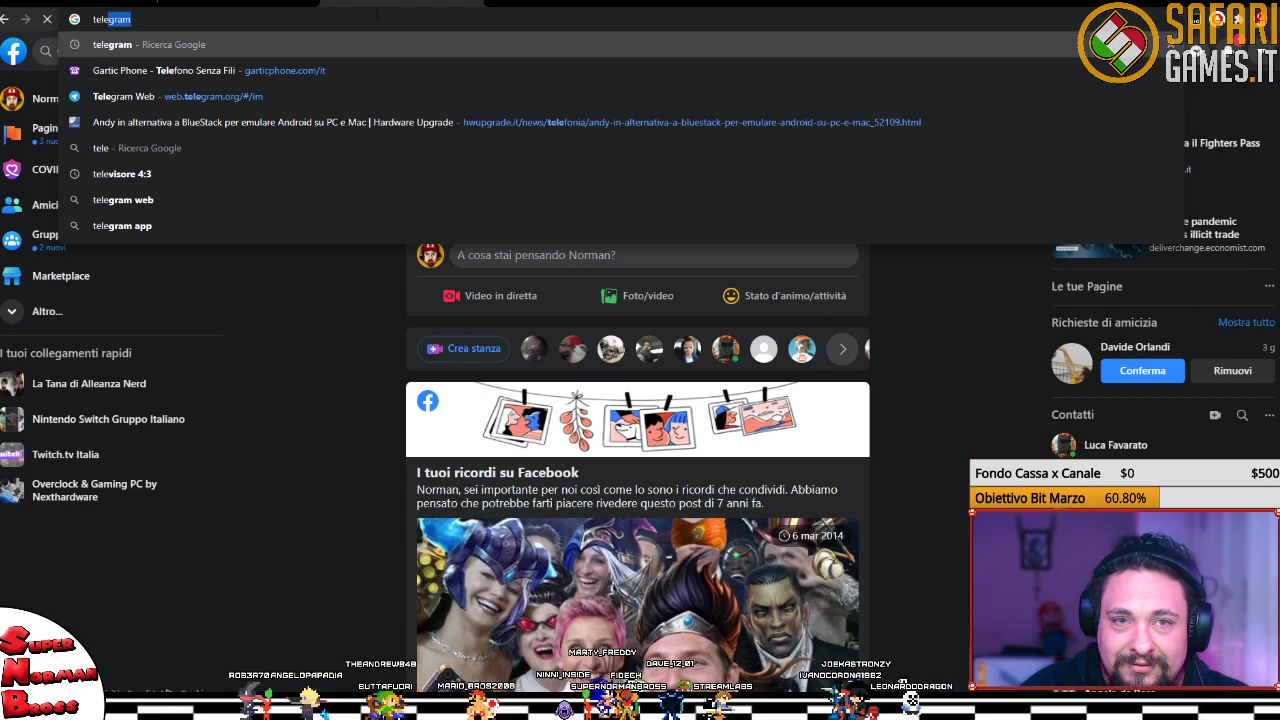 telegram
telegram - Ricerca Google
Gartic Phone - Telefono Senza Fili - garticphone.com/it
Telegram Web - web.telegram.org/#/im
Andy in alternativa a BlueStack per emulare Android su PC e Mac | Hardware Upgrade - hwupgrade.it/news/telefonia/andy-in-alternativa-a-bluestack-per-emulare-android-su-pc-e-mac_52109.html
tele - Ricerca Google
televisore 4:3
telegram web
telegram app
SAFARI
GAMES.IT
Norm
Pagin
COVI
Amici
Grupp
2 nuovi
Marketplace
Altro...
I tuoi collegamenti rapidi
La Tana di Alleanza Nerd
Nintendo Switch Gruppo Italiano
Twitch.tv Italia
Overclock & Gaming PC by
Nexthardware
A cosa stai pensando Norman?
Video in diretta
Foto/video
Stato d'animo/attività
Crea stanza
I tuoi ricordi su Facebook
Norman, sei importante per noi così come lo sono i ricordi che condividi. Abbiamo
pensato che potrebbe farti piacere rivedere questo post di 7 anni fa.
6 mar 2014
a il Fighters Pass
e pandemic
s illicit trade
deliverchange.economist.com
Le tue Pagine
Richieste di amicizia
Mostra tutto
Davide Orlandi
3 g
Conferma
Rimuovi
Contatti
Luca Favarato
Fondo Cassa x Canale $0 $500
Obiettivo Bit Marzo 60.80%
SUPER
NORMAN
BROSS
MARTY_FREDDY
THEANDREW848
DAVE_12_01
JOEKASTRONZY
BUTTAFUORI
NINNI_INSIDE
FIDECH
SUPERNORMANBROSS
STREAMLABS
LEONARDODRAGON